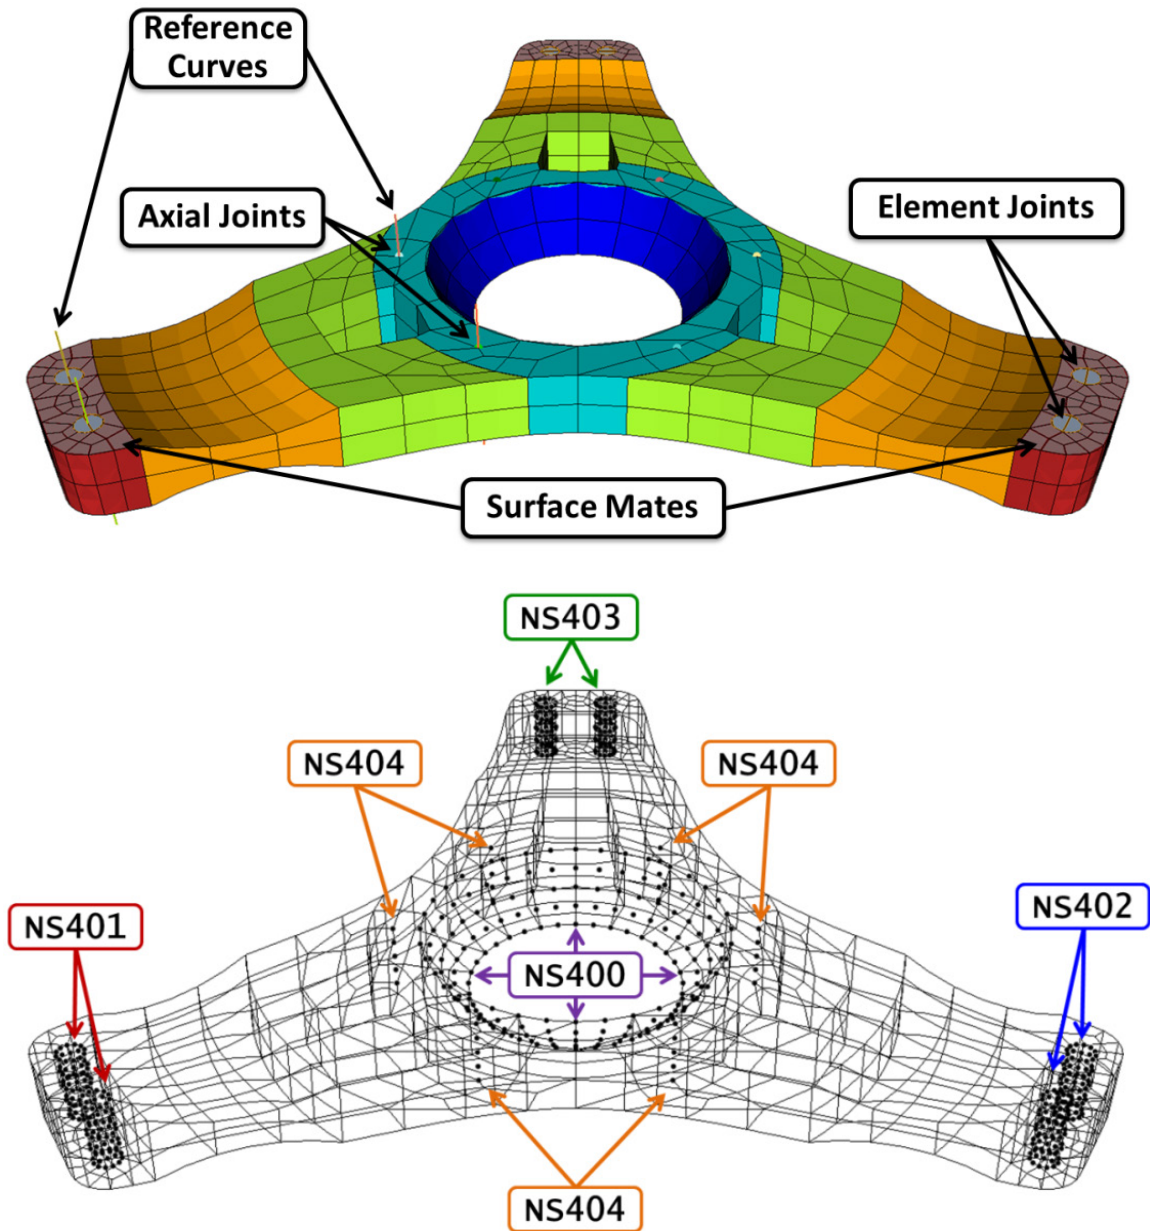 Reference
Curves
Axial Joints
Element Joints
Surface Mates
NS403
NS404
NS404
NS401
NS402
NS400
NS404